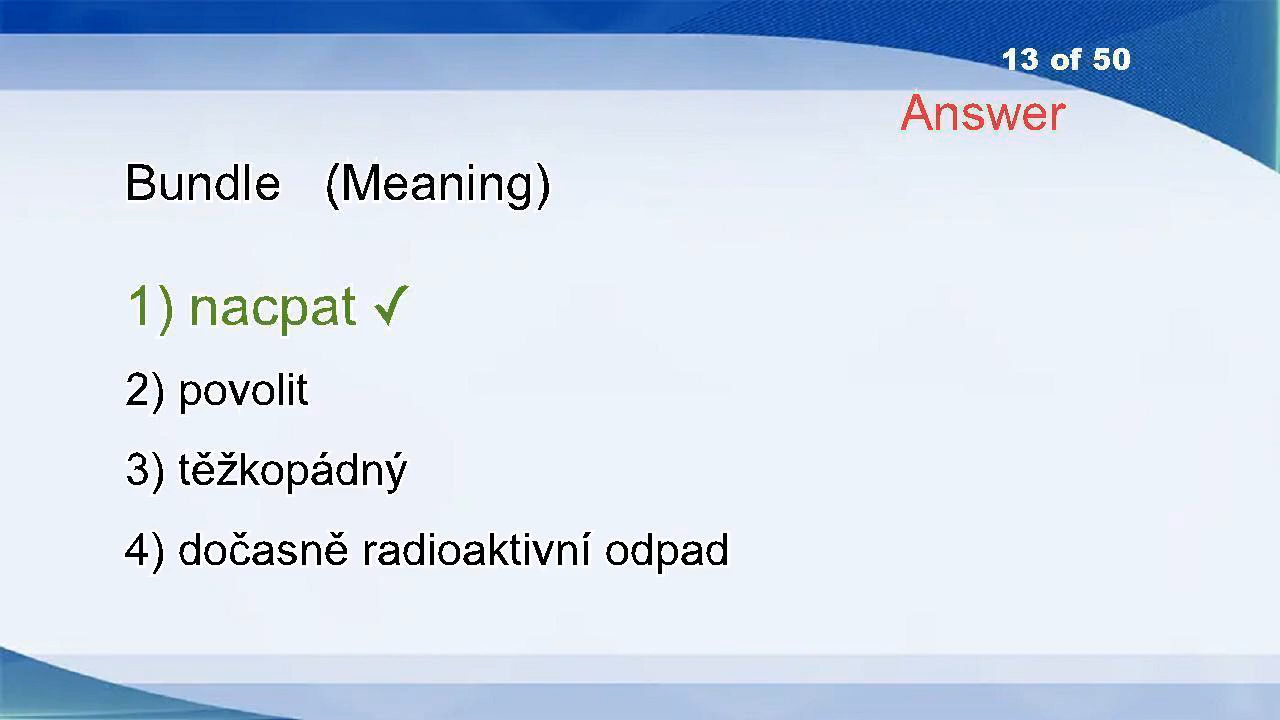 13 of 50
Answer
Bundle (Meaning)
1) nacpat ✓
2) povolit
3) těžkopádný
4) dočasně radioaktivní odpad